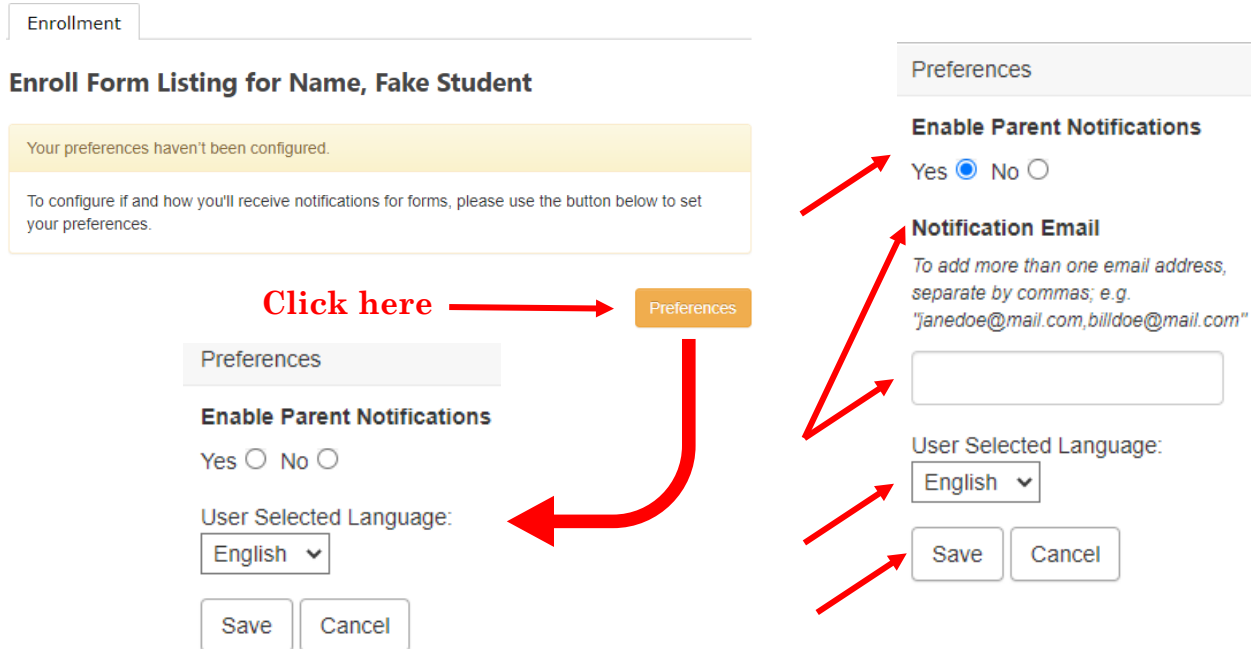 Enrollment
Enroll Form Listing for Name, Fake Student
Your preferences haven't been configured.
To configure if and how you'll receive notifications for forms, please use the button below to set
your preferences.
Click here
Preferences
Preferences
Enable Parent Notifications
Yes No
User Selected Language:
English
Save Cancel
Preferences
Enable Parent Notifications
Yes No
Notification Email
To add more than one email address,
separate by commas; e.g.
"janedoe@mail.com,billdoe@mail.com"
User Selected Language:
English
Save Cancel